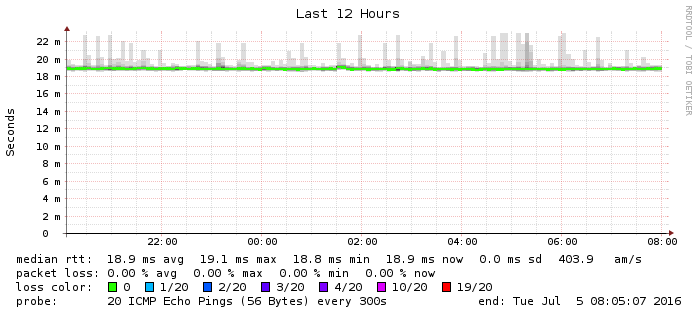 Last 12 Hours
RRDTOOL / TOBI OETIKER
Seconds
22 m
20 m
18 m
16 m
14 m
12 m
10 m
8 m
6 m
4 m
2 m
0
22:00 00:00 02:00 04:00 06:00 08:00
median rtt: 18.9 ms avg 19.1 ms max 18.8 ms min 18.9 ms now 0.0 ms sd 403.9 am/s
packet loss: 0.00 % avg 0.00 % max 0.00 % min 0.00 % now
loss color: 0 1/20 2/20 3/20 4/20 10/20 19/20
probe: 20 ICMP Echo Pings (56 Bytes) every 300s end: Tue Jul 5 08:05:07 2016